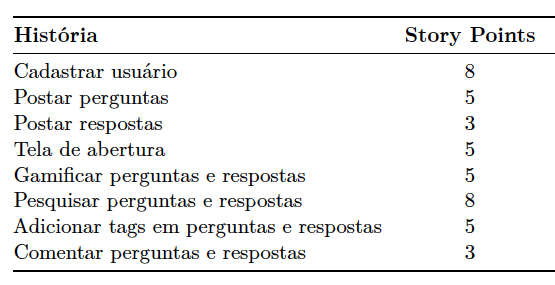 História Story Points
Cadastrar usuário 8
Postar perguntas 5
Postar respostas 3
Tela de abertura 5
Gamificar perguntas e respostas 5
Pesquisar perguntas e respostas 8
Adicionar tags em perguntas e respostas 5
Comentar perguntas e respostas 3